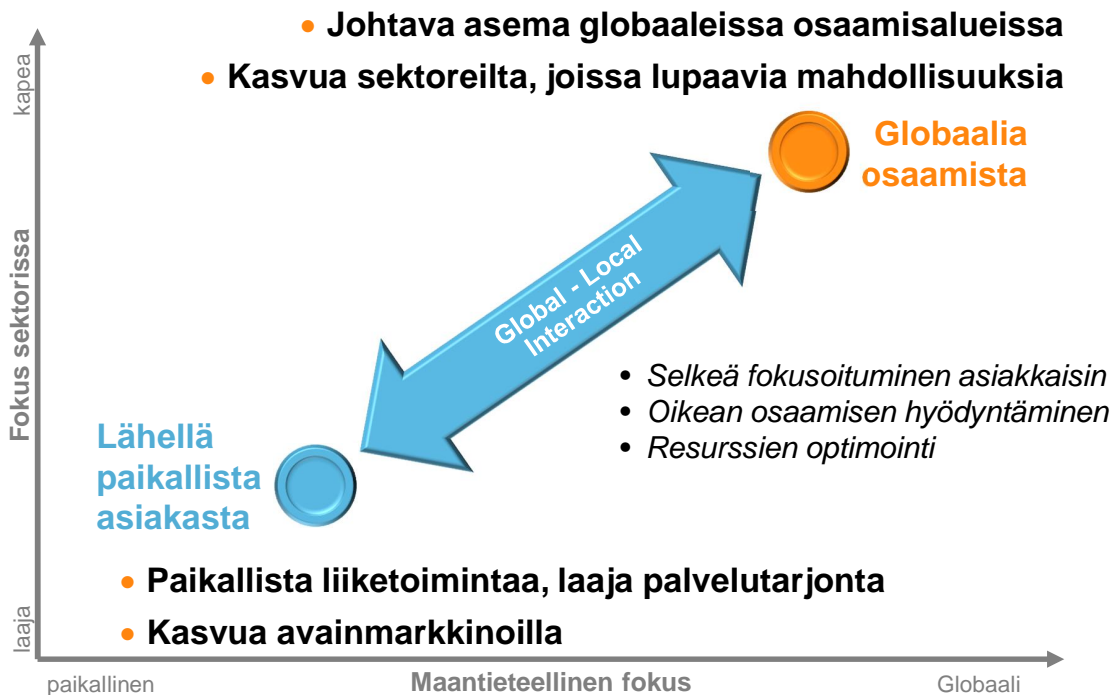 • Johtava asema globaaleissa osaamisalueissa
• Kasvua sektoreilta, joissa lupaavia mahdollisuuksia
kapea
Globaalia
osaamista
Fokus sektorissa
Global - Local
Interaction
• Selkeä fokusoituminen asiakkaisin
• Oikean osaamisen hyödyntäminen
• Resurssien optimointi
Lähellä
paikallista
asiakasta
• Paikallista liiketoimintaa, laaja palvelutarjonta
• Kasvua avainmarkkinoilla
laaja
paikallinen
Maantieteellinen fokus
Globaali